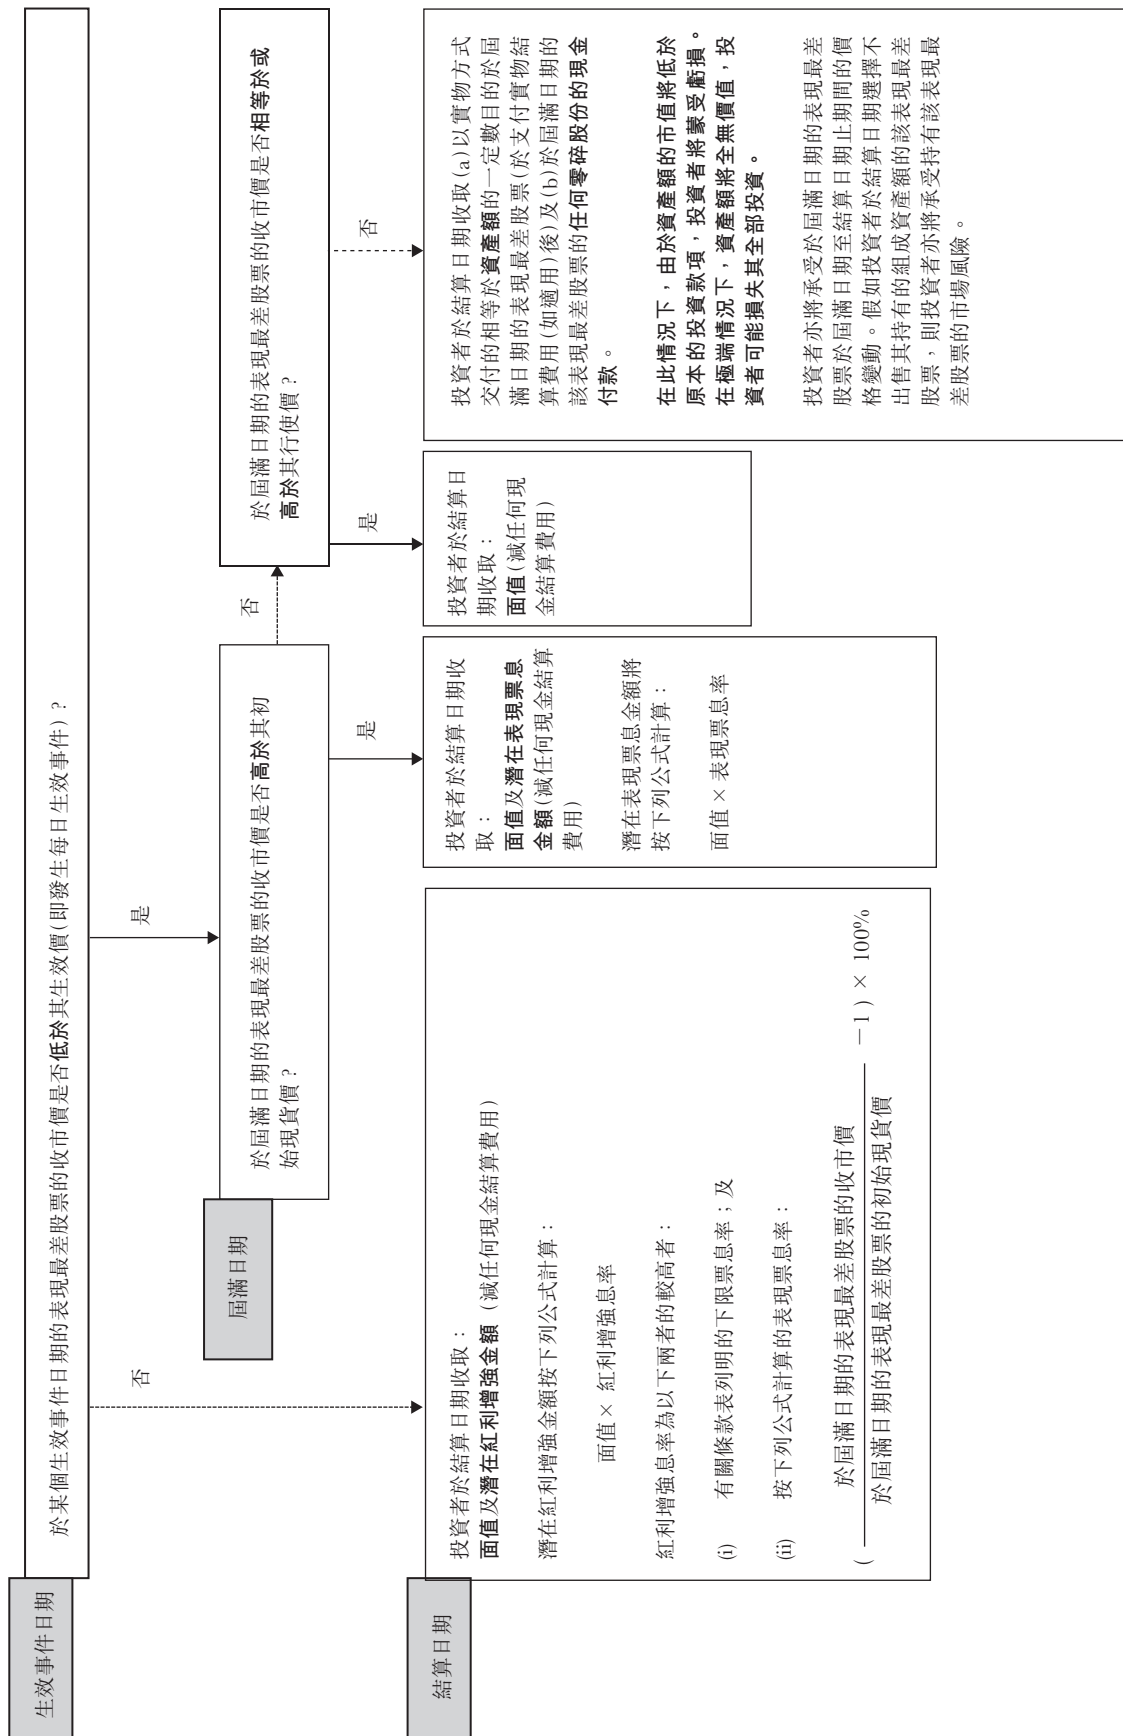 生效事件日期
於某個生效事件日期的表現最差股票的收市價是否低於其生效價(即發生每日生效事件)？
否
是
屆滿日期
於屆滿日期的表現最差股票的收市價是否高於其初
始現貨價？
否
是
於屆滿日期的表現最差股票的收市價是否相等於或
高於其行使價？
是
否
結算日期
投資者於結算日期收取：
面值及潛在紅利增強金額 (減任何現金結算費用)
潛在紅利增強金額按下列公式計算：
面值× 紅利增強息率
紅利增強息率為以下兩者的較高者：
(i) 有關條款表列明的下限票息率；及
(ii) 按下列公式計算的表現票息率：
於屆滿日期的表現最差股票的收市價
( －1 ) × 100%
於屆滿日期的表現最差股票的初始現貨價
投資者於結算日期收
取：
面值及潛在表現票息
金額(減任何現金結算
費用)
潛在表現票息金額將
按下列公式計算：
面值×表現票息率
投資者於結算日
期收取：
面值(減任何現
金結算費用)
投資者於結算日期收取(a)以實物方式
交付的相等於資產額的一定數目的於屆
滿日期的表現最差股票(於支付實物結
算費用(如適用)後)及(b)於屆滿日期的
該表現最差股票的任何零碎股份的現金
付款。
在此情況下，由於資產額的市值將低於
原本的投資款項，投資者將蒙受虧損。
在極端情況下，資產額將全無價值，投
資者可能損失其全部投資。
投資者亦將承受於屆滿日期的表現最差
股票於屆滿日期至結算日期止期間的價
格變動。假如投資者於結算日期選擇不
出售其持有的組成資產額的該表現最差
股票，則投資者亦將承受持有該表現最
差股票的市場風險。